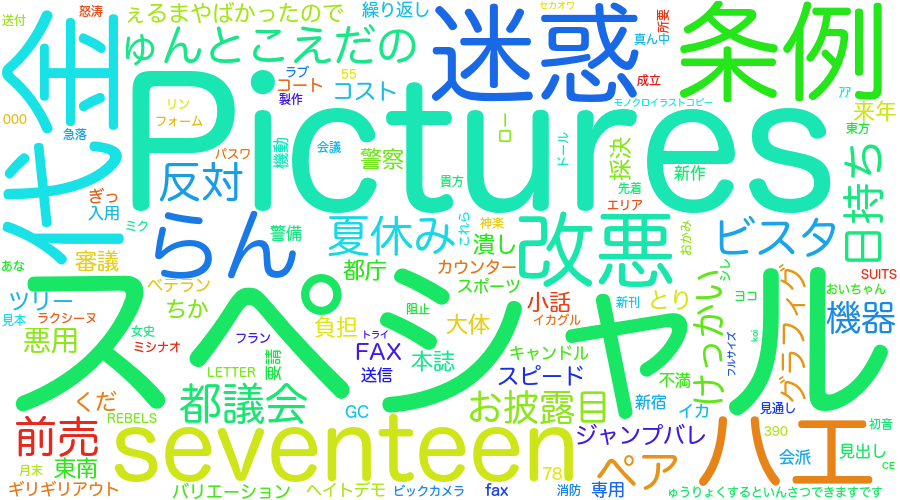 送付
怒涛
ぇるまやばかったので
繰り返し
セカオワ
所要
条例
迷惑
代金
ゅんとこえだの
真ん中
ラブ
55
コート
コスト
成立
製作
モノクロイラストコピー
アァ
来年
000
リン
フォーム
急落
Pictures
一口
東方
パスワ
機動
会議
警察
ドール
採決
新作
日持ち
反対
貴方
先着
ぎっ
入用
エリア
ミク
らん
夏休み
これら
神楽
改悪
おかみ
ビスタ
警備
潰し
あな
審議
都庁
カウンター
シレ
SUITS
ベテラン
スポーツ
けっかい
グラフィグ
おいちゃん
ツリー
ちか
スペシャル
阻止
小話
新刊
とり
ヨコ
機器
見本
ラクシーヌ
女史
負担
大体
イカグル
トライ
koi
悪用
ミシナオ
フラン
FAX
キャンドル
フルサイズ
要請
本誌
見出し
LETTER
送信
スピード
不満
くだ
都議会
お披露目
新宿
イカ
見通し
REBELS
GC
前売
seventeen
ジャンプバレ
390
初音
ハエ
月末
東南
78
ペア
会派
CE
ギリギリアウト
バリエーション
ヘイトデモ
ビックカメラ
fax
消防
専用
ゅうりょくするといんさつできますです